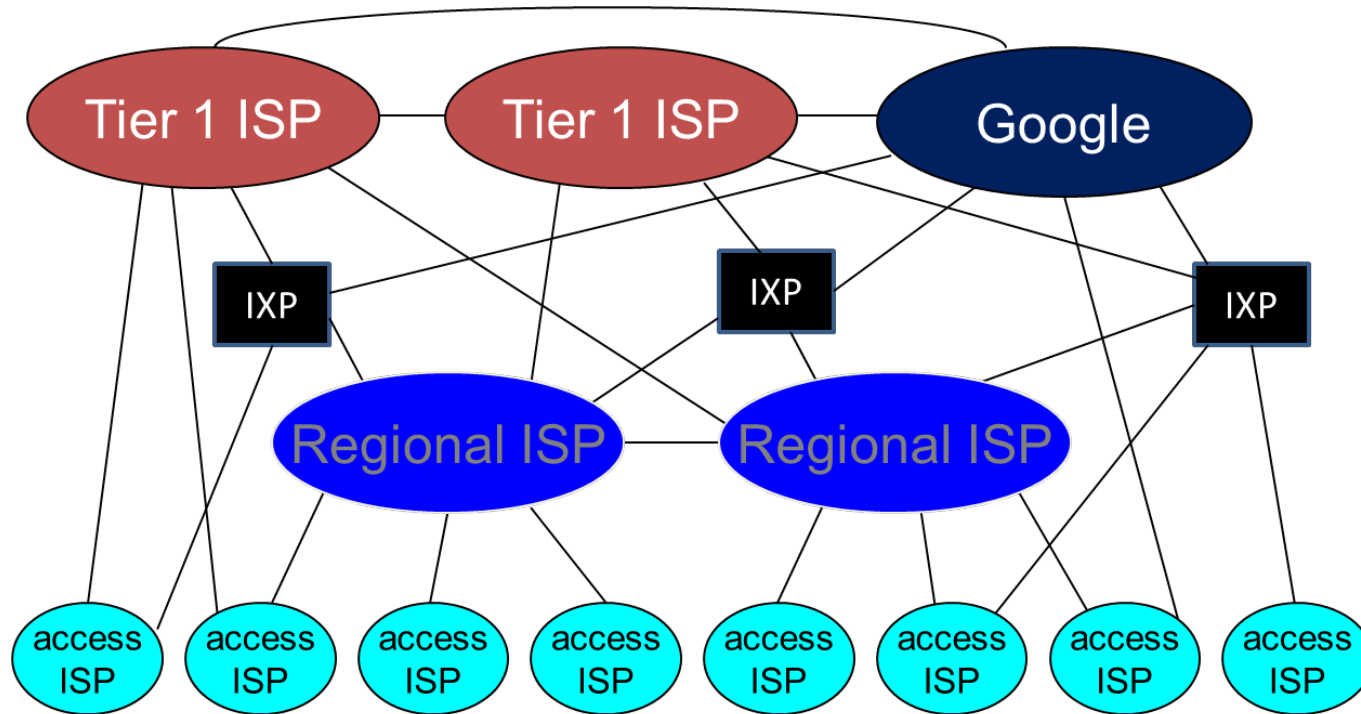 Tier 1 ISP
Tier 1 ISP
Google
IXP
IXP
IXP
Regional ISP
Regional ISP
access
ISP
access
ISP
access
ISP
access
ISP
access
ISP
access
ISP
access
ISP
access
ISP